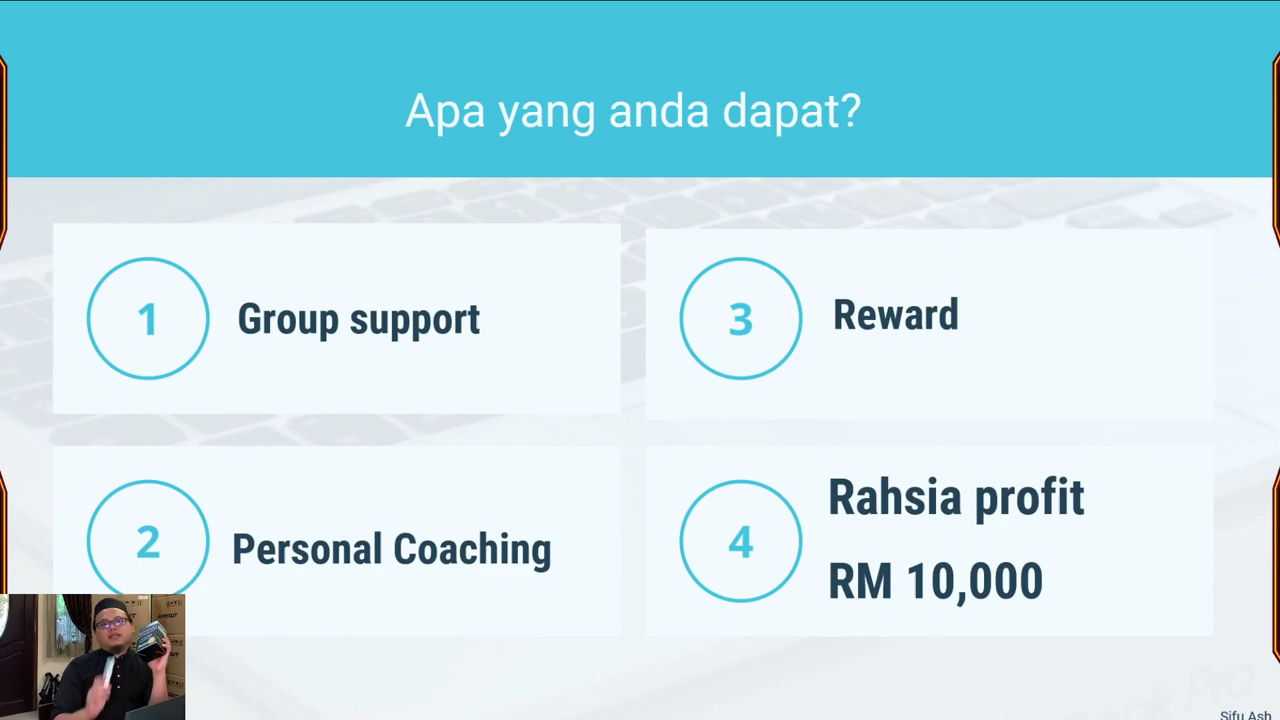 Apa yang anda dapat?
1
Group support
2
Personal Coaching
3
Reward
4
Rahsia profit
RM 10,000
Sifu Ash